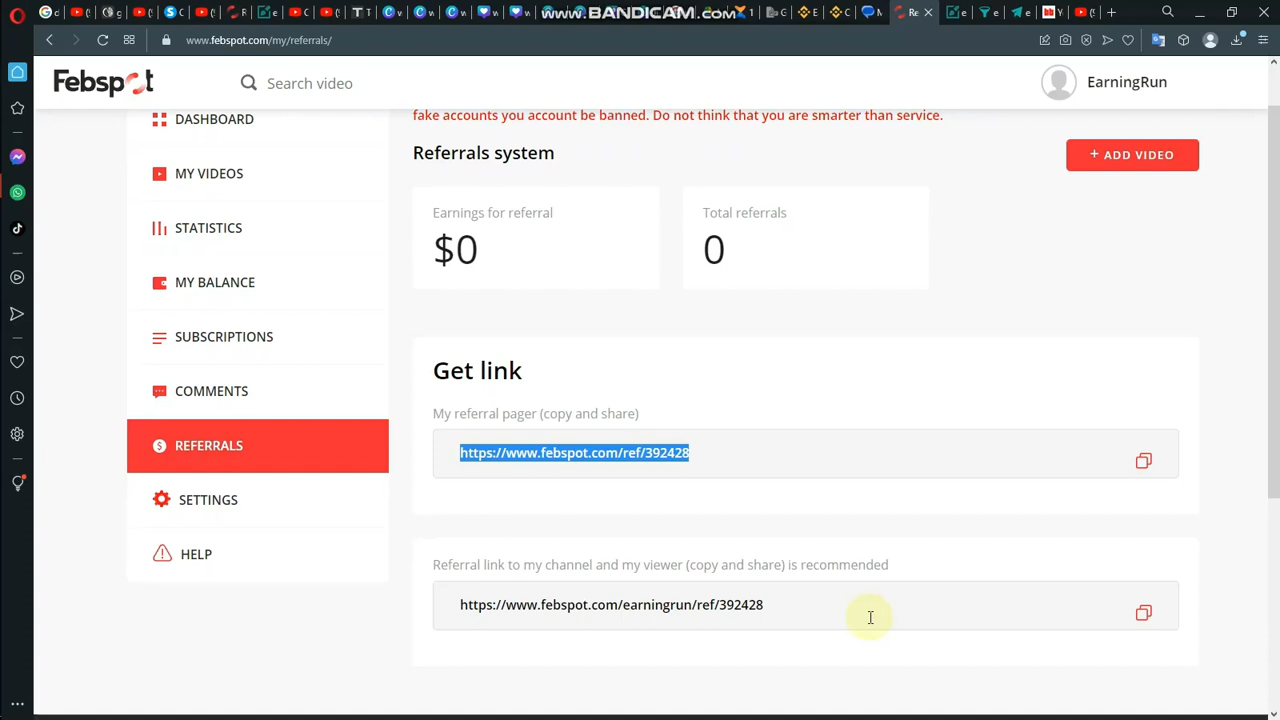 www.BANDICAM.com
www.febspot.com/my/referrals/
Febspot
Search video
EarningRun
DASHBOARD
fake accounts you account be banned. Do not think that you are smarter than service.
Referrals system
+ ADD VIDEO
MY VIDEOS
Earnings for referral
Total referrals
STATISTICS
$0
0
MY BALANCE
SUBSCRIPTIONS
Get link
COMMENTS
My referral pager (copy and share)
REFERRALS
https://www.febspot.com/ref/392428
SETTINGS
HELP
Referral link to my channel and my viewer (copy and share) is recommended
https://www.febspot.com/earningrun/ref/392428